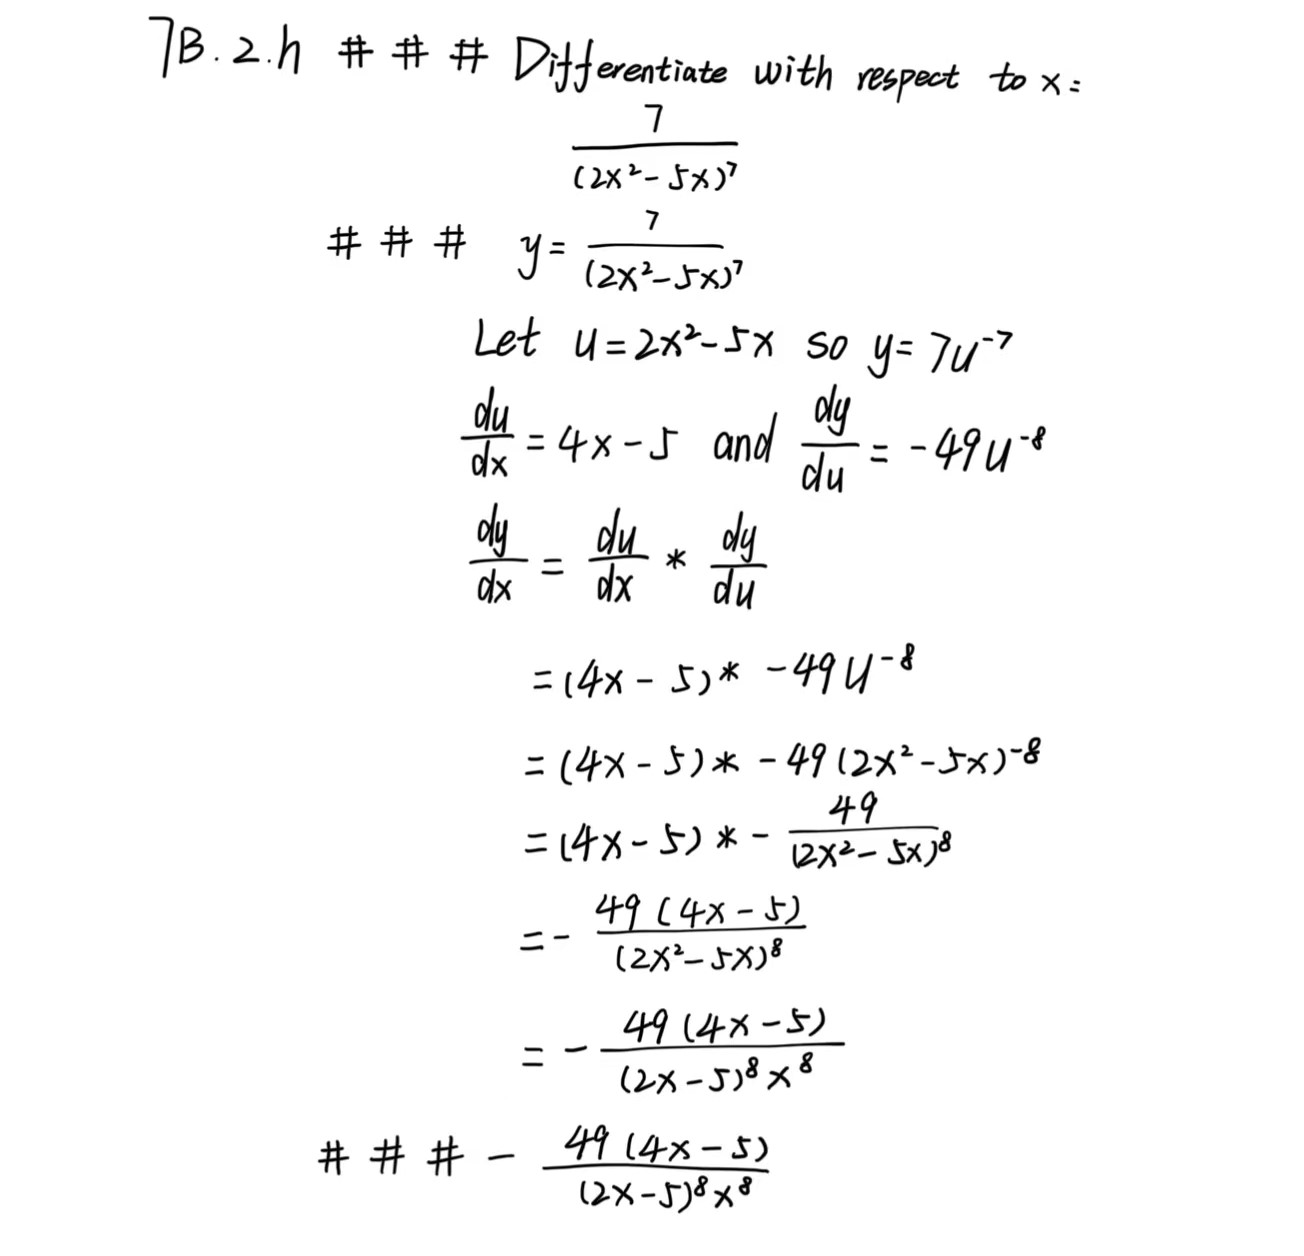 7B.2.h # # # Differentiate with respect to x:
\frac{7}{(2x^2-5x)^7}
# # # y = \frac{7}{(2x^2-5x)^7}
Let u=2x^2-5x so y=7u^{-7}
\frac{du}{dx} = 4x-5 and \frac{dy}{du} = -49u^{-8}
\frac{dy}{dx} = \frac{du}{dx} * \frac{dy}{du}
=(4x-5)* -49u^{-8}
=(4x-5)* -49(2x^2-5x)^{-8}
=(4x-5)* -\frac{49}{(2x^2-5x)^8}
=-\frac{49(4x-5)}{(2x^2-5x)^8}
=-\frac{49(4x-5)}{(2x-5)^8x^8}
# # # -\frac{49(4x-5)}{(2x-5)^8x^8}